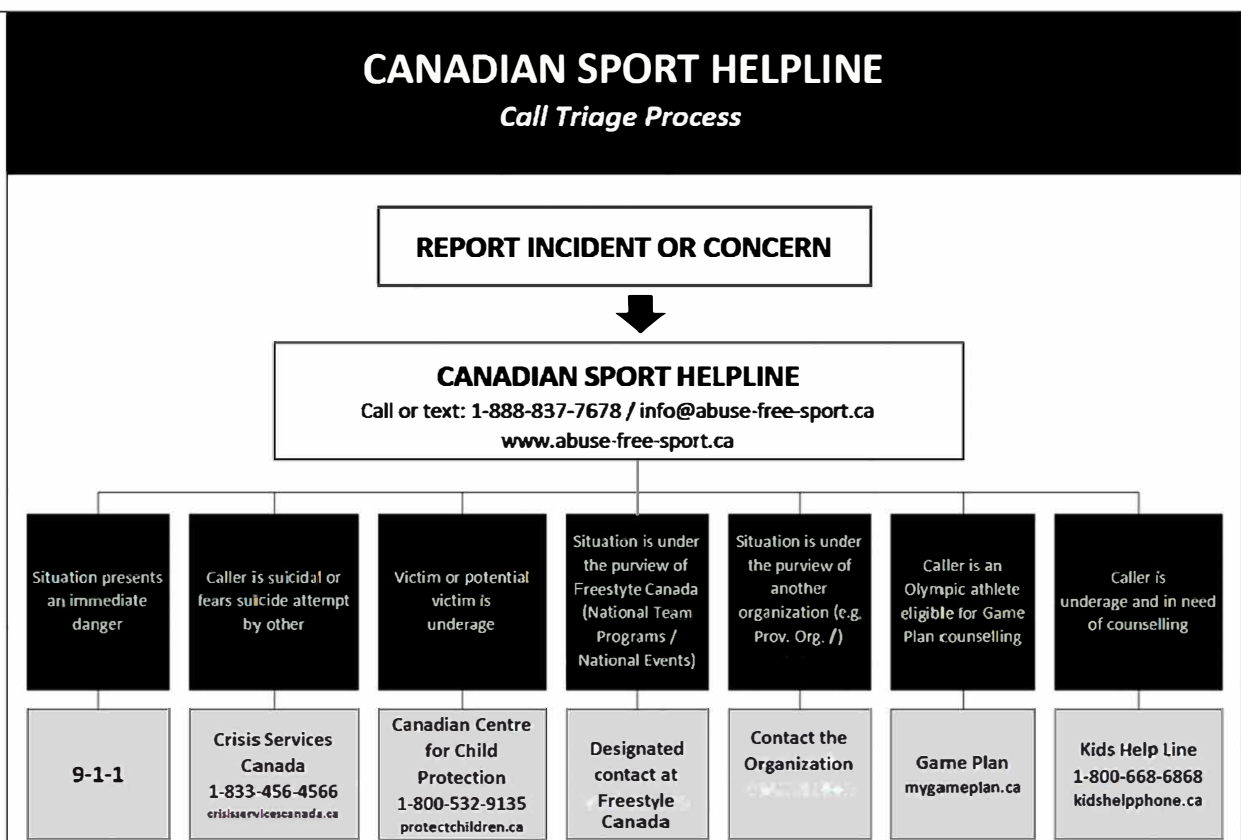 CANADIAN SPORT HELPLINE
Call Triage Process
REPORT INCIDENT OR CONCERN
CANADIAN SPORT HELPLINE
Call or text: 1-888-837-7678 / info@abuse-free-sport.ca
www.abuse-free-sport.ca
Situation presents
an immediate
danger
Caller is suicidal or
fears suicide attempt
by other
Victim or potential
victim is
underage
Situation is under
the purview of
Freestyte Canada
(National Team
Programs /
National Events)
Situation is under
the purview of
another
organization (e.g.
Prov. Org. /)
Caller is an
Olympic athlete
eligible for Game
Plan counselling
Caller is
underage and in need
of counselling
9-1-1
Crisis Services
Canada
1-833-456-4566
crisisservicescanada.ca
Canadian Centre
for Child
Protection
1-800-532-9135
protectchildren.ca
Designated
contact at
Freestyle
Canada
Contact the
Organization
Game Plan
mygameplan.ca
Kids Help Line
1-800-668-6868
kidshelpphone.ca